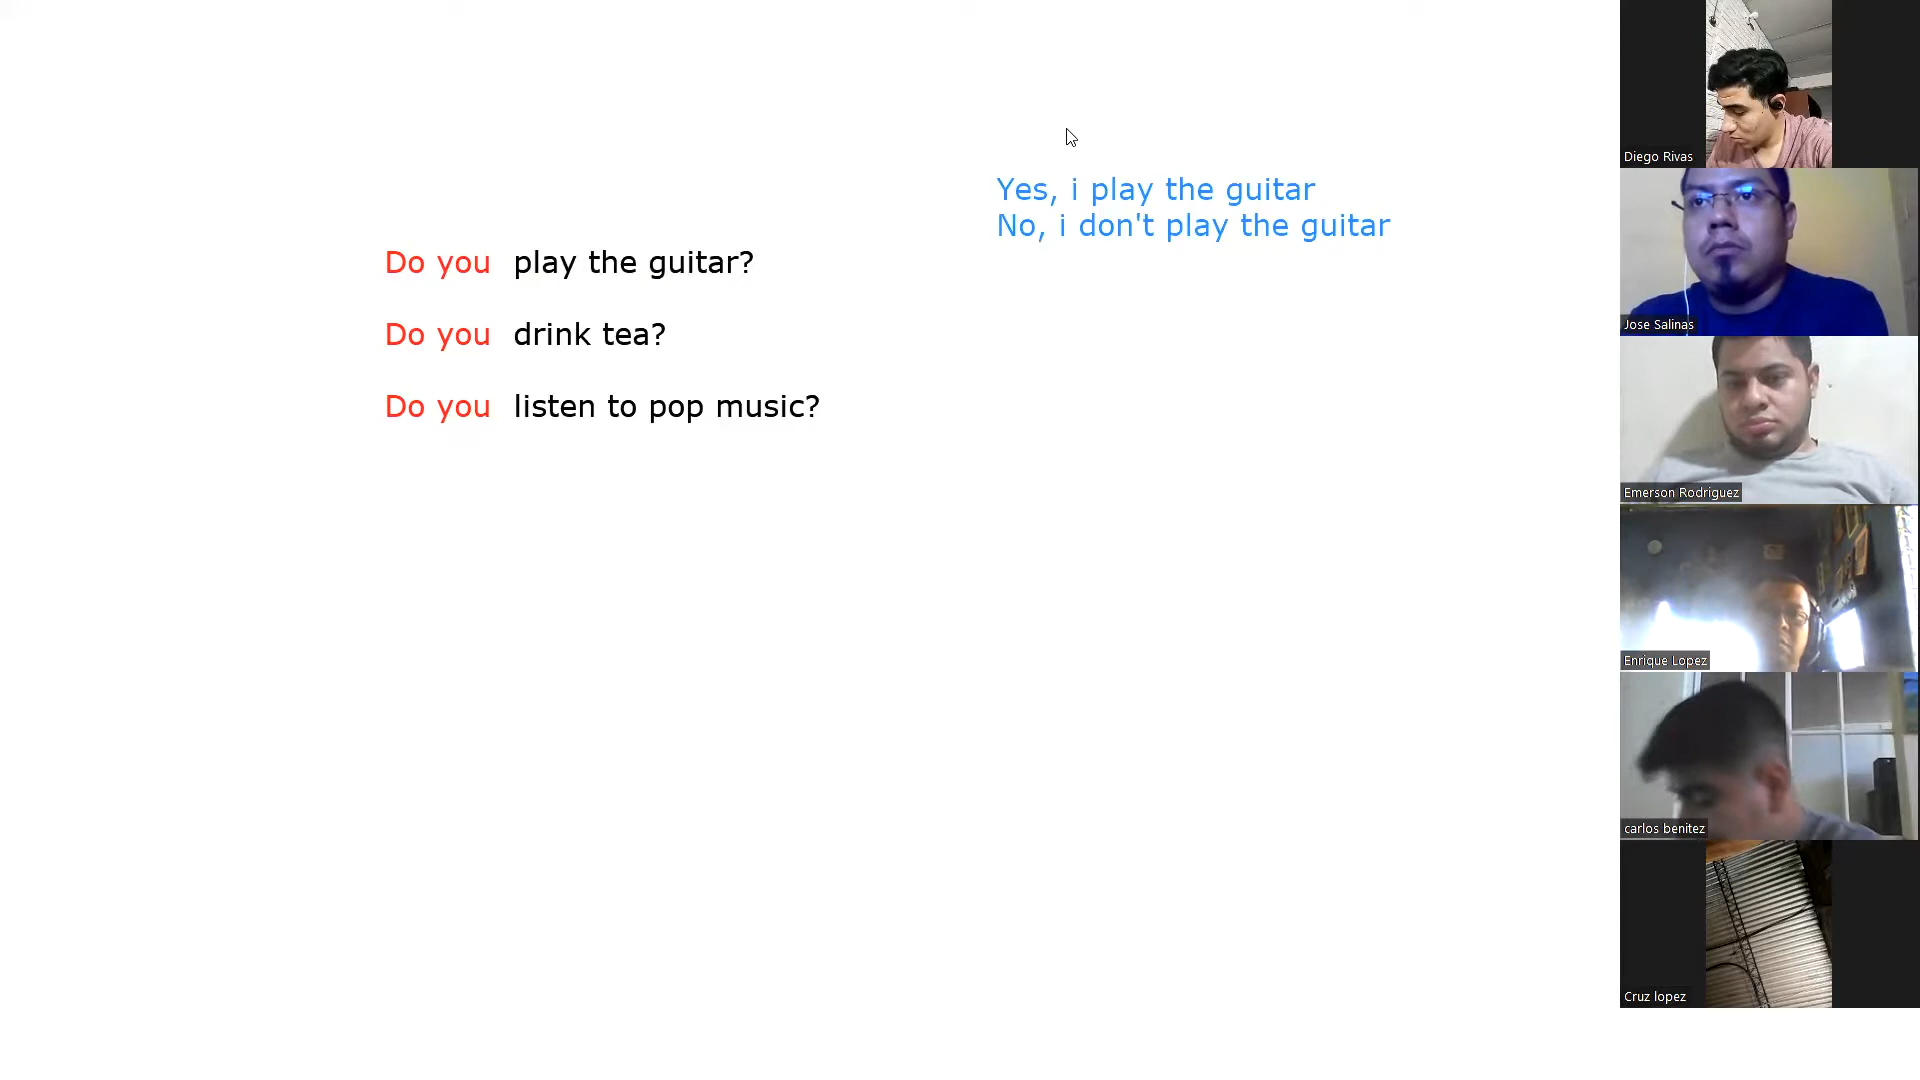 Yes, i play the guitar
No, i don't play the guitar
Do you play the guitar?
Do you drink tea?
Do you listen to pop music?
Diego Rivas
Jose Salinas
Emerson Rodriguez
Enrique Lopez
carlos benitez
Cruz lopez